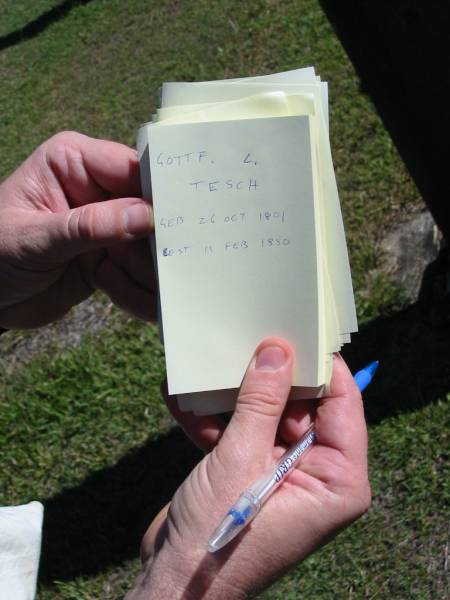 GOTTF. L.
TESCH
GEB 26 OCT 1801
GEST 11 FEB 1880